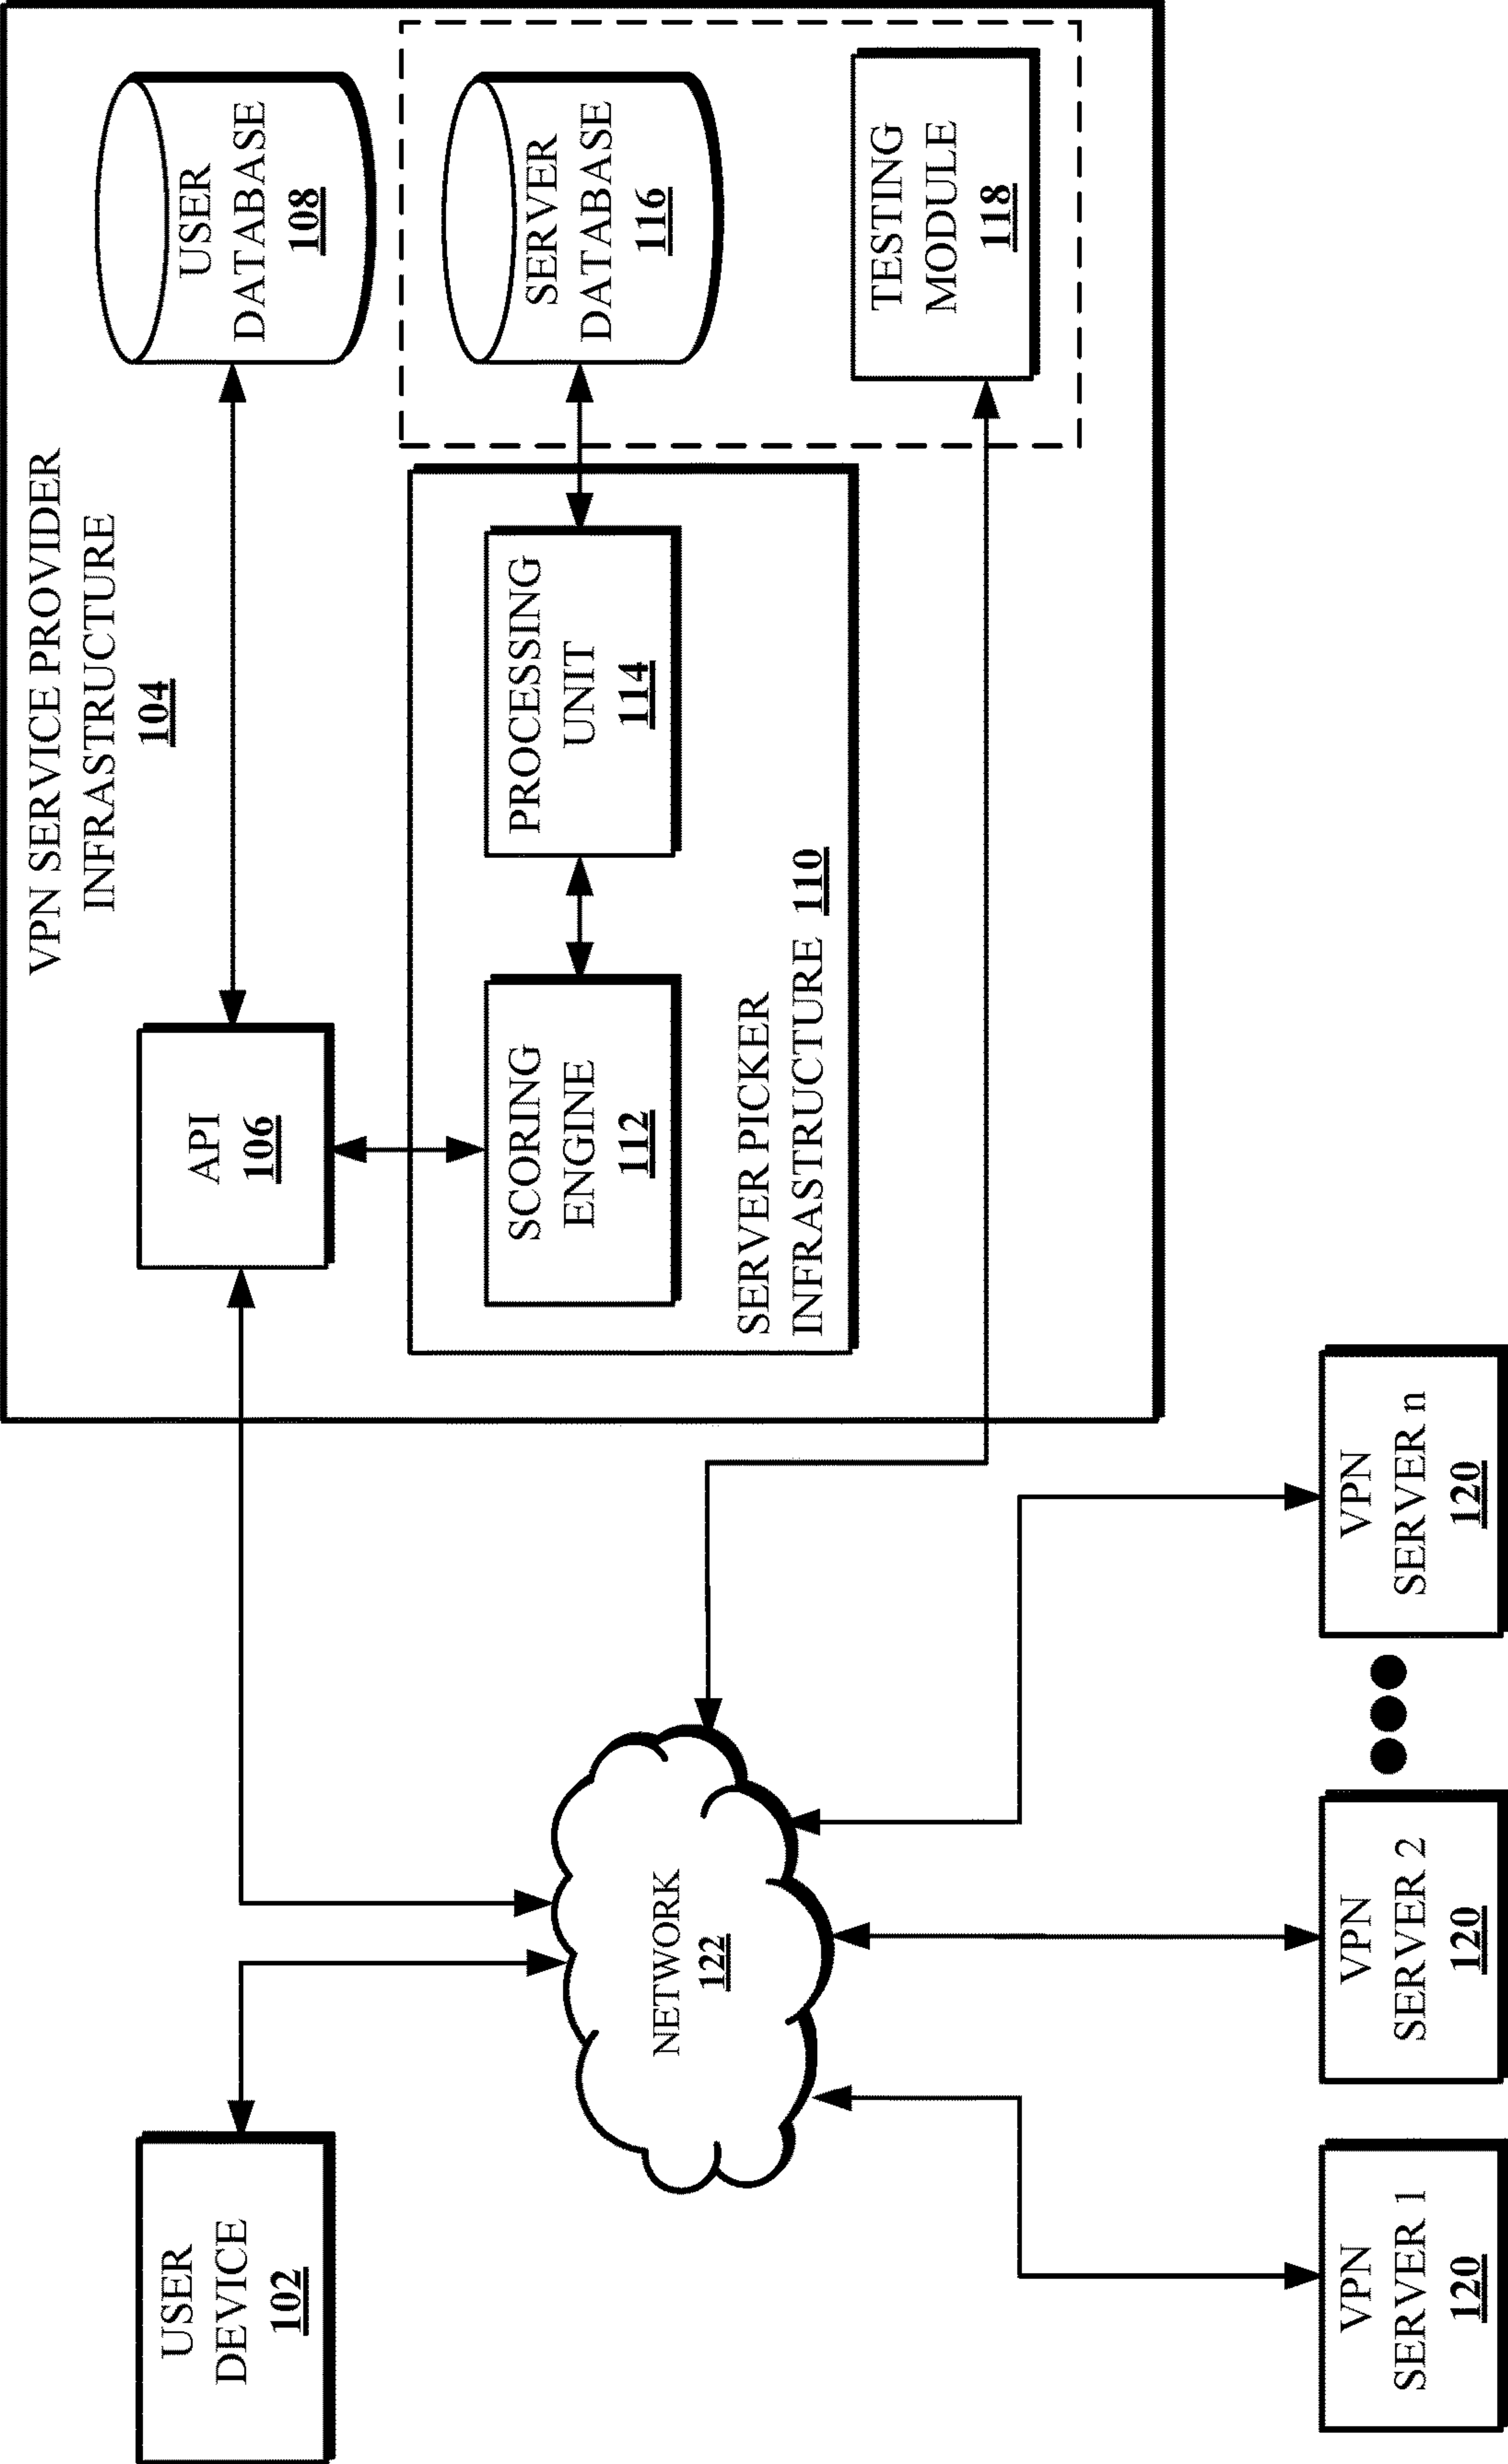 VPN SERVICE PROVIDER
INFRASTRUCTURE
104
USER
DEVICE
102
API
106
USER
DATABASE
108
SCORING
ENGINE
112
PROCESSING
UNIT
114
SERVER
DATABASE
116
SERVER PICKER
INFRASTRUCTURE 110
TESTING
MODULE
118
NETWORK
122
VPN
SERVER 1
120
VPN
SERVER 2
120
VPN
SERVER n
120